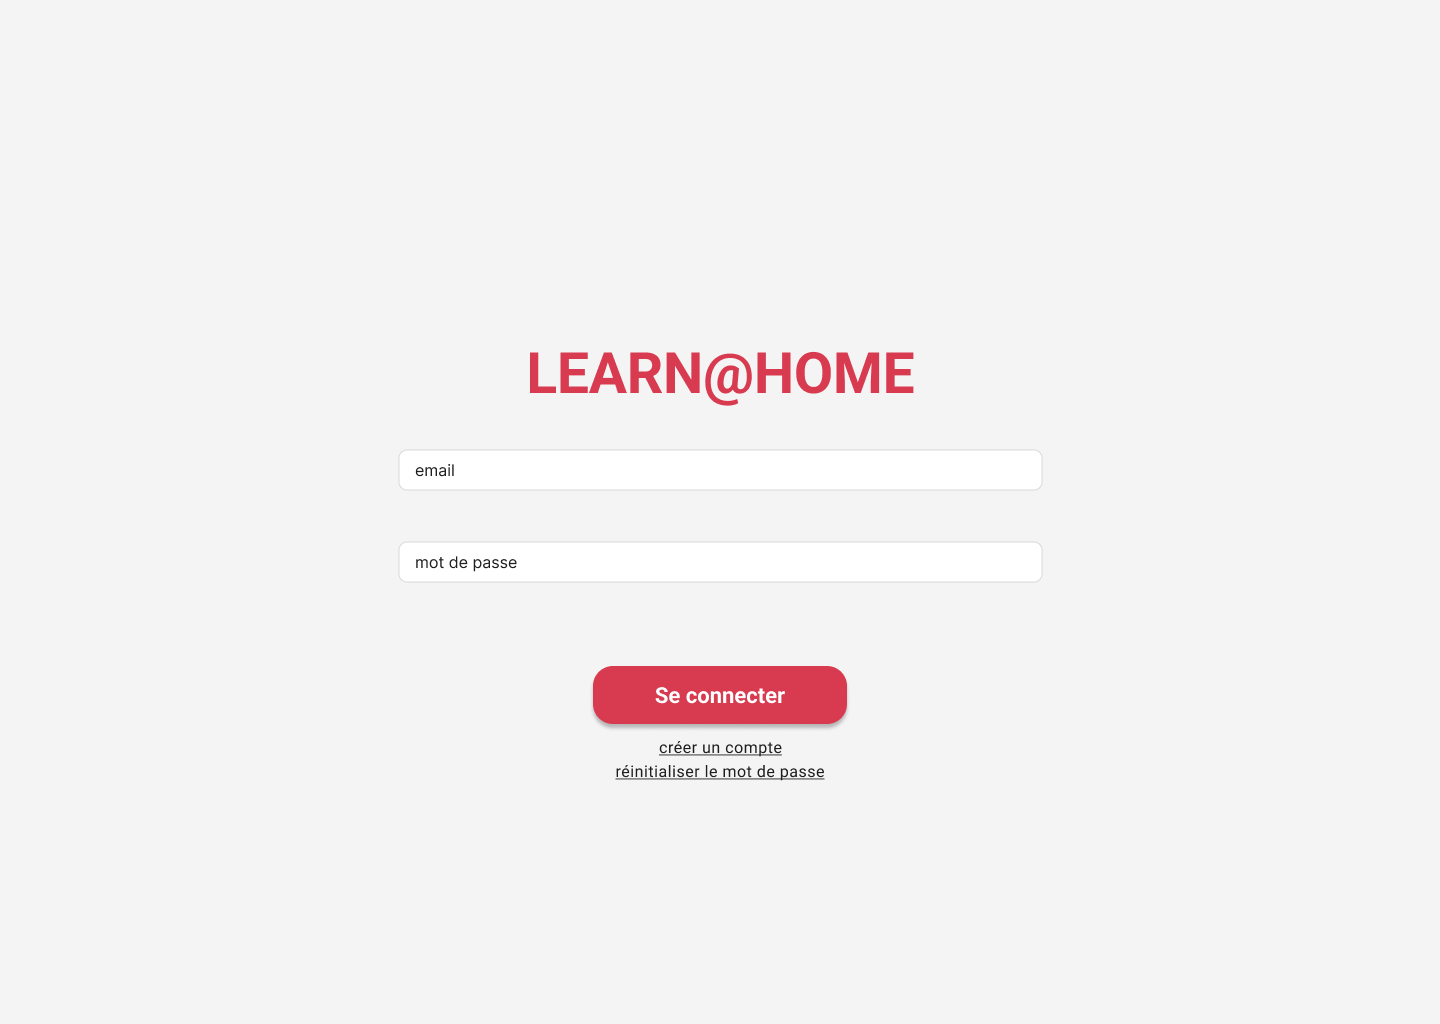 LEARN@HOME
email
mot de passe
Se connecter
créer un compte
réinitialiser le mot de passe